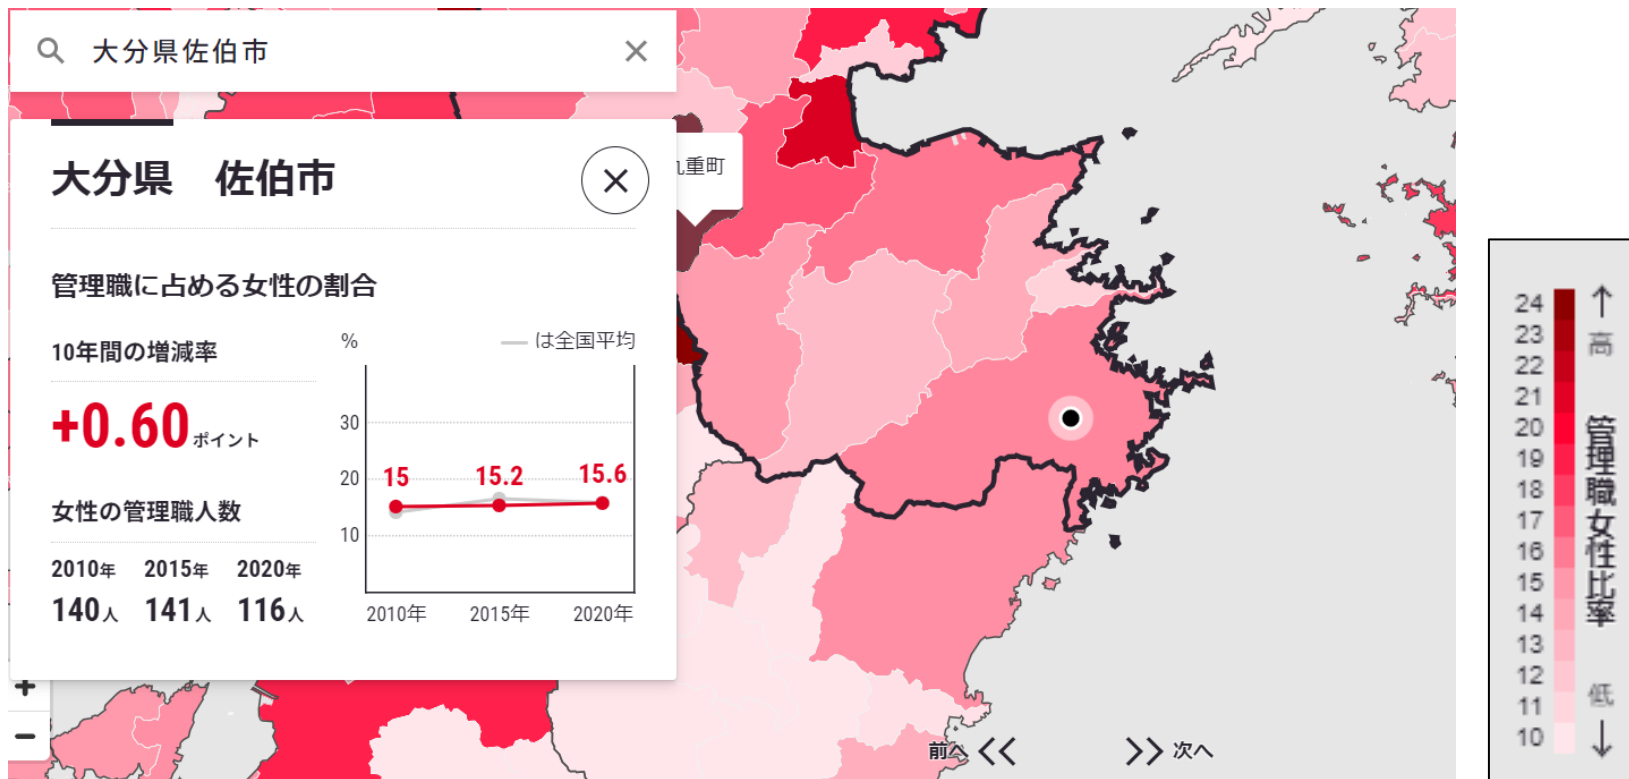 大分県佐伯市
九重町
大分県 佐伯市
管理職に占める女性の割合
10年間の増減率
+0.60ポイント
女性の管理職人数
2010年 2015年 2020年
140人 141人 116人
%
は全国平均
30
20
10
15 15.2 15.6
2010年 2015年 2020年
前へ
次へ
24
23
22
21
20
19
18
17
16
15
14
13
12
11
10
↑
高
管理職女性比率
低
↓